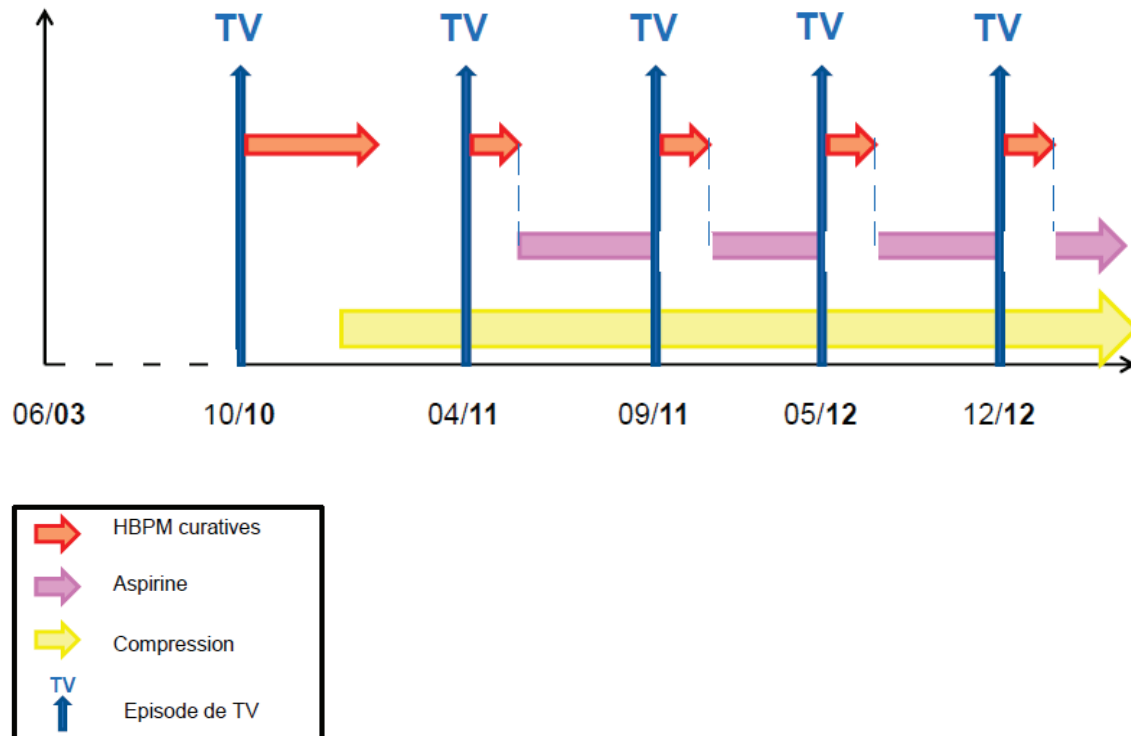 TV TV TV TV TV
06/03 10/10 04/11 09/11 05/12 12/12
HBPM curatives
Aspirine
Compression
TV
Episode de TV